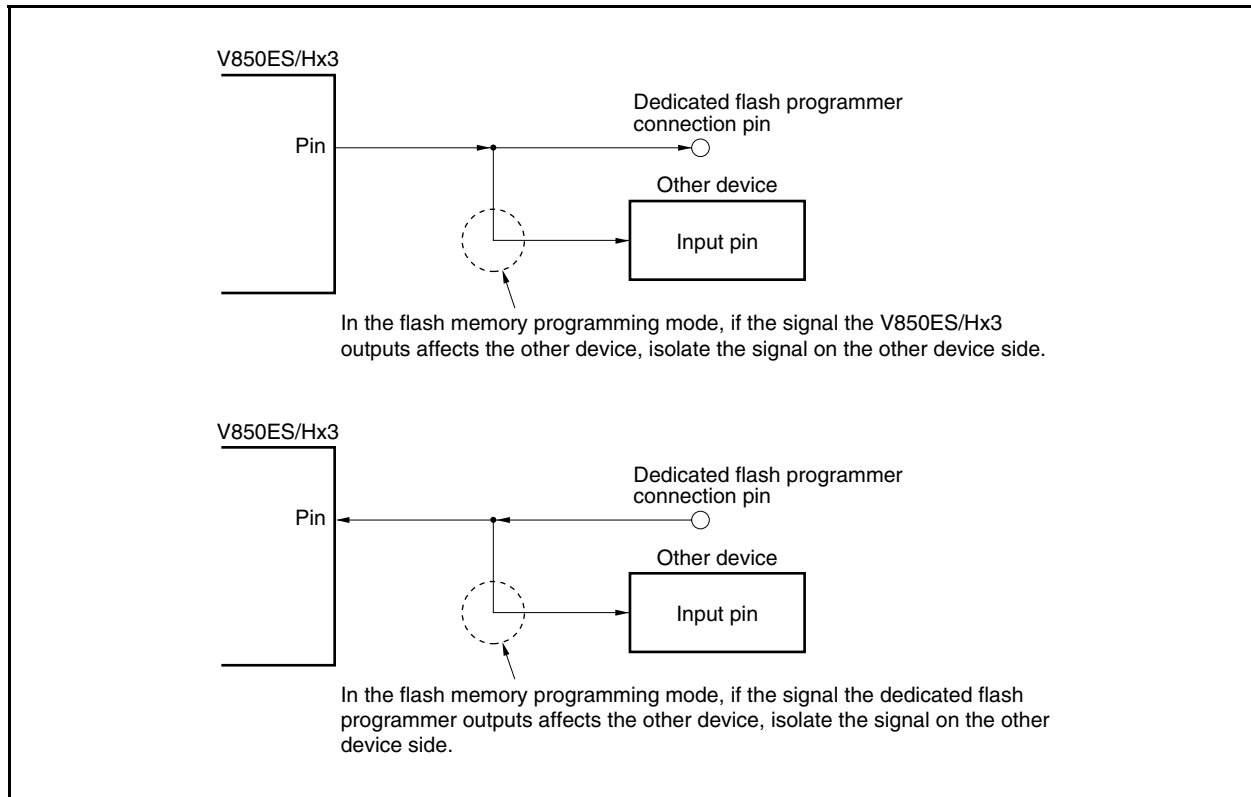 V850ES/Hx3
Dedicated flash programmer
connection pin
Pin
Other device
Input pin
In the flash memory programming mode, if the signal the V850ES/Hx3
outputs affects the other device, isolate the signal on the other device side.
V850ES/Hx3
Dedicated flash programmer
connection pin
Pin
Other device
Input pin
In the flash memory programming mode, if the signal the dedicated flash
programmer outputs affects the other device, isolate the signal on the other
device side.